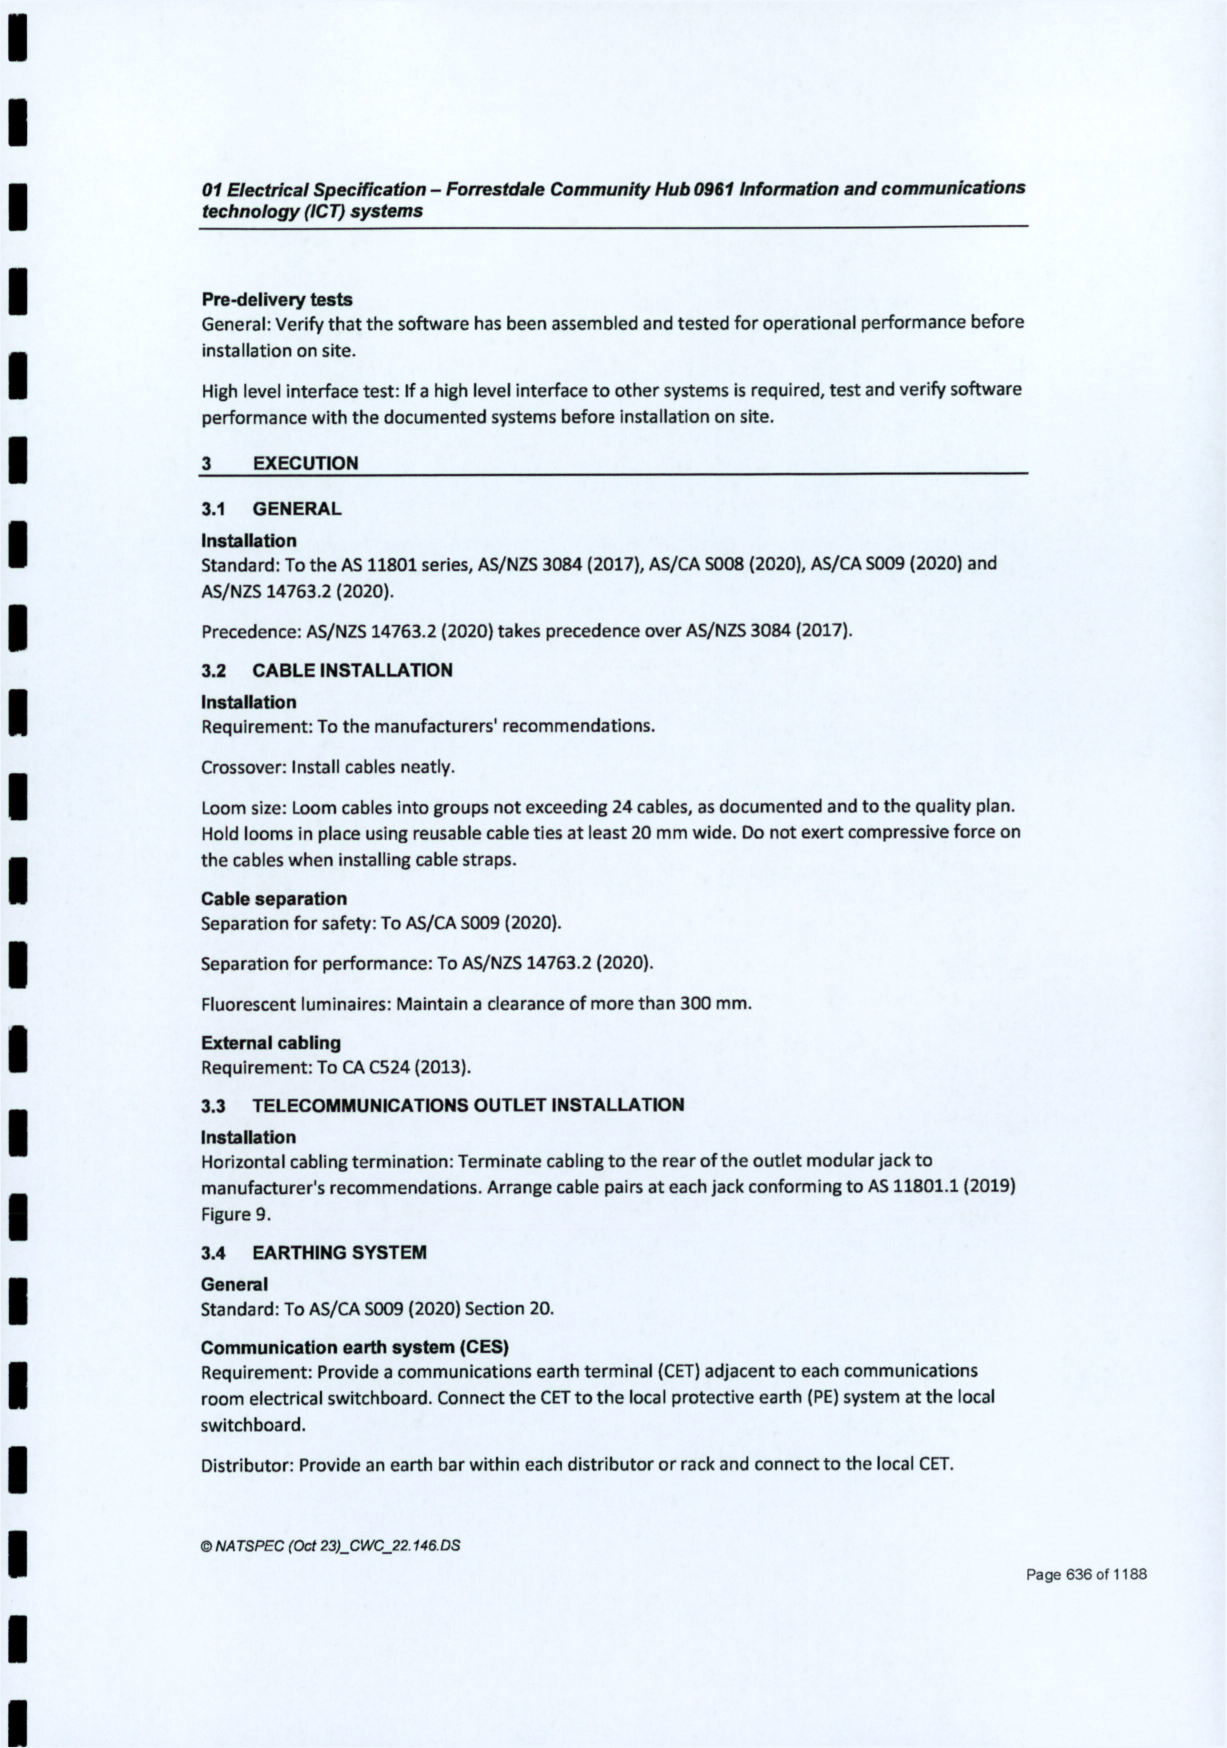 01 Electrical Specification – Forrestdale Community Hub 0961 Information and communications
technology (ICT) systems
Pre-delivery tests
General: Verify that the software has been assembled and tested for operational performance before
installation on site.
High level interface test: If a high level interface to other systems is required, test and verify software
performance with the documented systems before installation on site.
3 EXECUTION
3.1 GENERAL
Installation
Standard: To the AS 11801 series, AS/NZS 3084 (2017), AS/CA S008 (2020), AS/CA S009 (2020) and
AS/NZS 14763.2 (2020).
Precedence: AS/NZS 14763.2 (2020) takes precedence over AS/NZS 3084 (2017).
3.2 CABLE INSTALLATION
Installation
Requirement: To the manufacturers' recommendations.
Crossover: Install cables neatly.
Loom size: Loom cables into groups not exceeding 24 cables, as documented and to the quality plan.
Hold looms in place using reusable cable ties at least 20 mm wide. Do not exert compressive force on
the cables when installing cable straps.
Cable separation
Separation for safety: To AS/CA S009 (2020).
Separation for performance: To AS/NZS 14763.2 (2020).
Fluorescent luminaires: Maintain a clearance of more than 300 mm.
External cabling
Requirement: To CA C524 (2013).
3.3 TELECOMMUNICATIONS OUTLET INSTALLATION
Installation
Horizontal cabling termination: Terminate cabling to the rear of the outlet modular jack to
manufacturer's recommendations. Arrange cable pairs at each jack conforming to AS 11801.1 (2019)
Figure 9.
3.4 EARTHING SYSTEM
General
Standard: To AS/CA S009 (2020) Section 20.
Communication earth system (CES)
Requirement: Provide a communications earth terminal (CET) adjacent to each communications
room electrical switchboard. Connect the CET to the local protective earth (PE) system at the local
switchboard.
Distributor: Provide an earth bar within each distributor or rack and connect to the local CET.
© NATSPEC (Oct 23)_CWC_22.146.DS
Page 636 of 1188